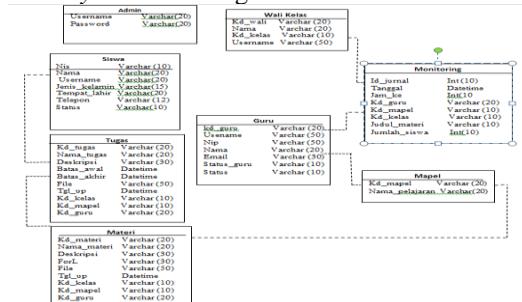 Admin
Username Varchar(20)
Password Varchar(20)
Wali Kelas
Kd_wali Varchar (20)
Nama Varchar (20)
Kd_kelas Varchar (10)
Username Varchar (50)
Siswa
Nis Varchar (10)
Nama Varchar(20)
Username Varchar(20)
Jenis_kelamin Varchar(15)
Tempat_lahir Varchar(20)
Telepon Varchar (12)
Status Varchar(10)
Monitoring
Id_jurnal Int(10)
Tanggal Datetime
Jam_ke Int(10
Kd_guru Varchar (20)
Kd_mapel Varchar (10)
Kd_kelas Varchar (10)
Judul_materi Varchar (10)
Jumlah_siswa Int(10)
Guru
kd_guru Varchar (20)
Usename Varchar (50)
Nip Varchar (50)
Nama Varchar (20)
Email Varchar (30)
Status_guru Varchar (10)
Status Varchar (10)
Tugas
Kd_tugas Varchar (20)
Nama_tugas Varchar (20)
Deskripsi Varchar (30)
Batas_awal Datetime
Batas_akhir Datetime
File Varchar (50)
Tgl_up Datetime
Kd_kelas Varchar (10)
Kd_mapel Varchar (10)
Kd_guru Varchar (20)
Mapel
Kd_mapel Varchar (20)
Nama_pelajaran Varchar(20)
Materi
Kd_materi Varchar (20)
Nama_materi Varchar (20)
Deskripsi Varchar (30)
ForL Varchar (30)
File Varchar (50)
Tgl_up Datetime
Kd_kelas Varchar (10)
Kd_mapel Varchar (10)
Kd_guru Varchar (20)